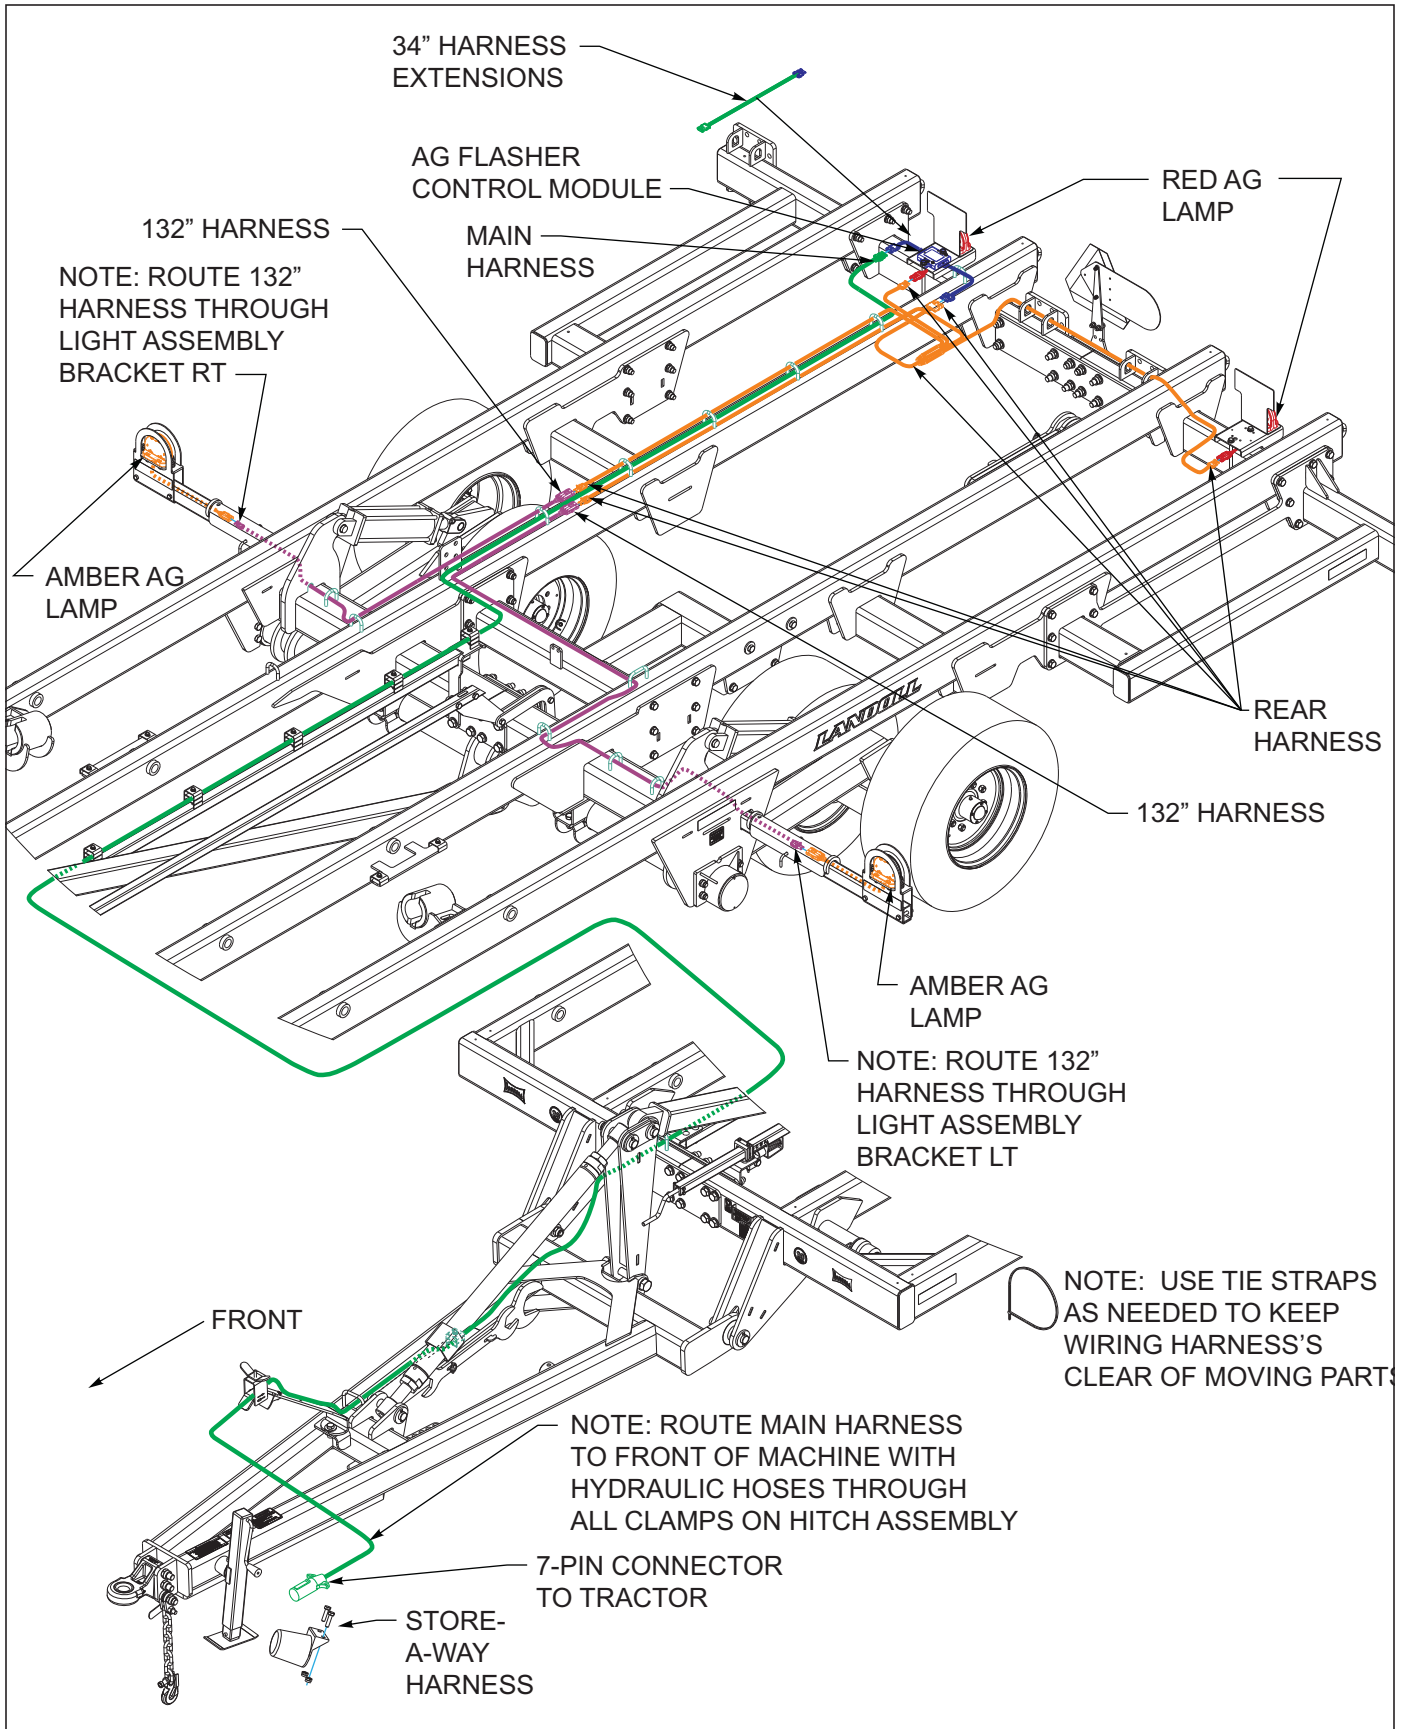 34” HARNESS
EXTENSIONS
AG FLASHER
CONTROL MODULE
RED AG
LAMP
132” HARNESS
MAIN
HARNESS
NOTE: ROUTE 132”
HARNESS THROUGH
LIGHT ASSEMBLY
BRACKET RT
AMBER AG
LAMP
LANDOLL
REAR
HARNESS
132” HARNESS
AMBER AG
LAMP
NOTE: ROUTE 132”
HARNESS THROUGH
LIGHT ASSEMBLY
BRACKET LT
NOTE: USE TIE STRAPS
AS NEEDED TO KEEP
WIRING HARNESS’S
CLEAR OF MOVING PARTS
FRONT
NOTE: ROUTE MAIN HARNESS
TO FRONT OF MACHINE WITH
HYDRAULIC HOSES THROUGH
ALL CLAMPS ON HITCH ASSEMBLY
7-PIN CONNECTOR
TO TRACTOR
STORE-
A-WAY
HARNESS